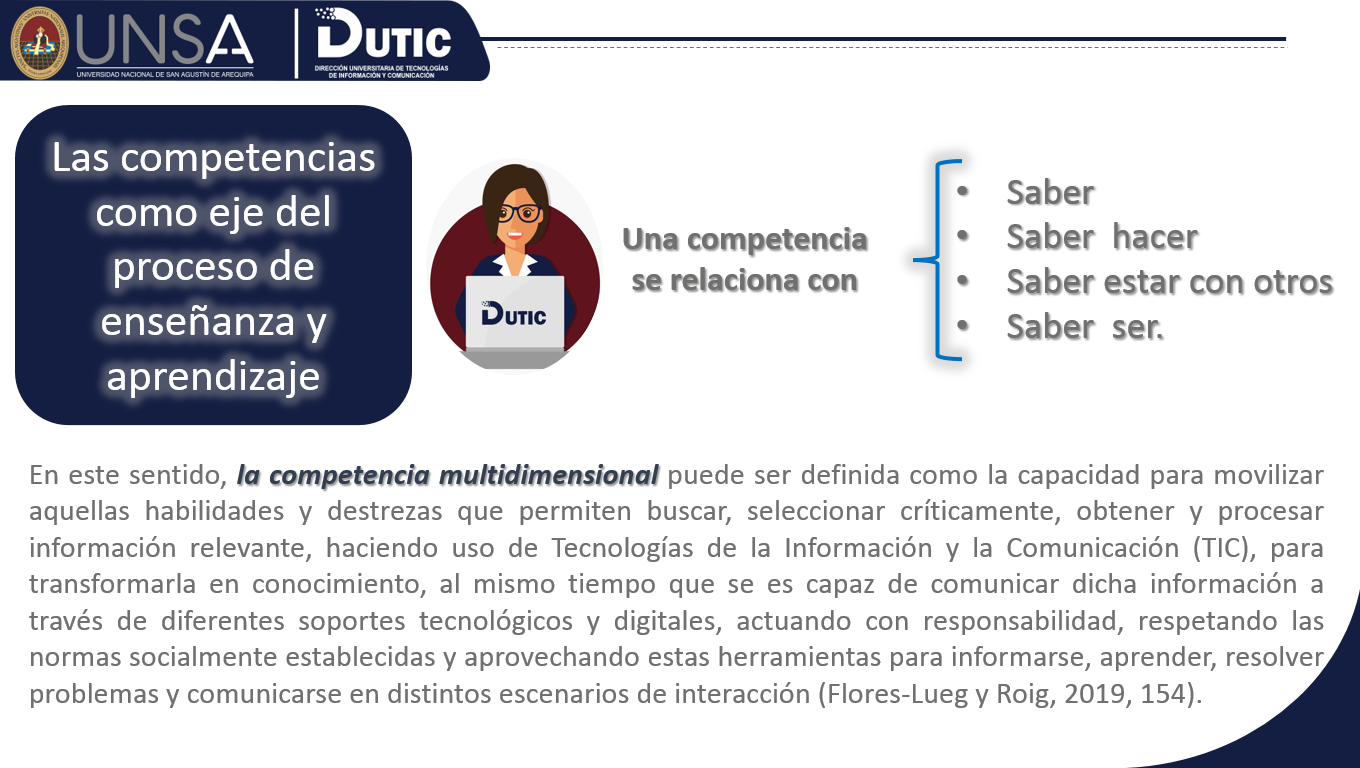 UNSA
UNIVERSIDAD NACIONAL DE SAN AGUSTÍN DE AREQUIPA
DUTIC
DIRECCIÓN UNIVERSITARIA DE TECNOLOGÍAS
DE INFORMACIÓN Y COMUNICACIÓN
Las competencias
como eje del
proceso de
enseñanza y
aprendizaje
DUTIC
Una competencia
se relaciona con
• Saber
• Saber hacer
• Saber estar con otros
• Saber ser.
En este sentido, la competencia multidimensional puede ser definida como la capacidad para movilizar
aquellas habilidades y destrezas que permiten buscar, seleccionar críticamente, obtener y procesar
información relevante, haciendo uso de Tecnologías de la Información y la Comunicación (TIC), para
transformarla en conocimiento, al mismo tiempo que se es capaz de comunicar dicha información a
través de diferentes soportes tecnológicos y digitales, actuando con responsabilidad, respetando las
normas socialmente establecidas y aprovechando estas herramientas para informarse, aprender, resolver
problemas y comunicarse en distintos escenarios de interacción (Flores-Lueg y Roig, 2019, 154).